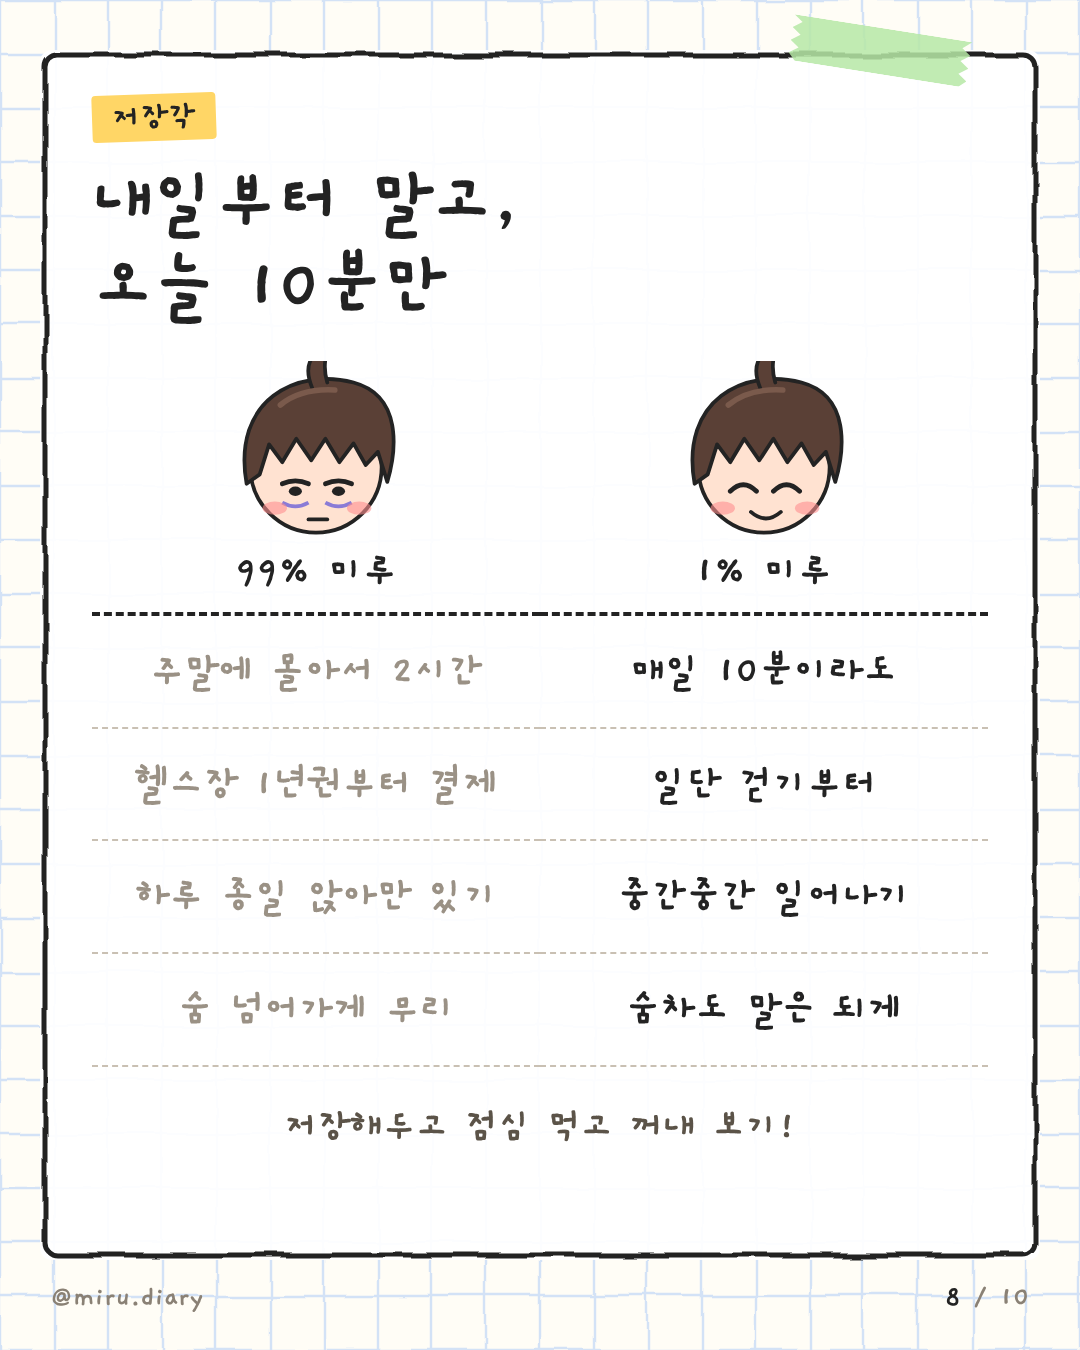 저장각
내일부터 말고,
오늘 10분만
99% 미루
1% 미루
주말에 몰아서 2시간
매일 10분이라도
헬스장 1년권부터 결제
일단 걷기부터
하루 종일 앉아만 있기
중간중간 일어나기
숨 넘어가게 무리
숨차도 말은 되게
저장해두고 점심 먹고 꺼내 보기!
@miru.diary
8 / 10